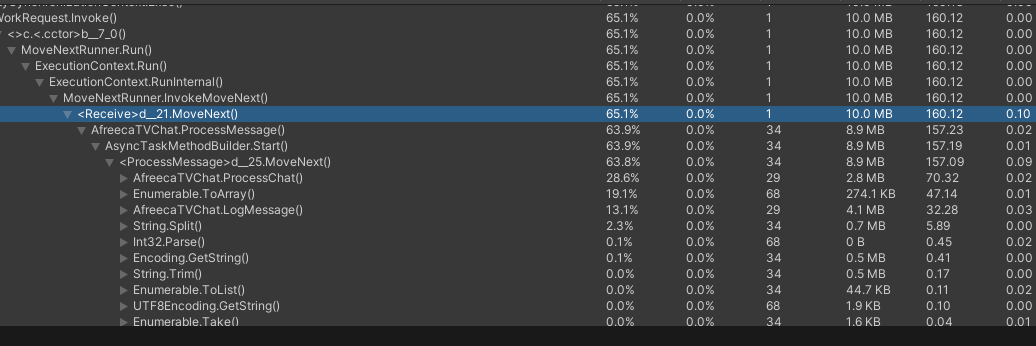 WorkRequest.Invoke() 65.1% 0.0% 1 10.0 MB 160.12 0.00
<>c.<.cctor>b__7_0() 65.1% 0.0% 1 10.0 MB 160.12 0.00
MoveNextRunner.Run() 65.1% 0.0% 1 10.0 MB 160.12 0.00
ExecutionContext.Run() 65.1% 0.0% 1 10.0 MB 160.12 0.00
ExecutionContext.RunInternal() 65.1% 0.0% 1 10.0 MB 160.12 0.00
MoveNextRunner.InvokeMoveNext() 65.1% 0.0% 1 10.0 MB 160.12 0.00
<Receive>d__21.MoveNext() 65.1% 0.0% 1 10.0 MB 160.12 0.10
AfreecaTVChat.ProcessMessage() 63.9% 0.0% 34 8.9 MB 157.23 0.02
AsyncTaskMethodBuilder.Start() 63.9% 0.0% 34 8.9 MB 157.19 0.01
<ProcessMessage>d__25.MoveNext() 63.8% 0.0% 34 8.9 MB 157.09 0.09
AfreecaTVChat.ProcessChat() 28.6% 0.0% 29 2.8 MB 70.32 0.02
Enumerable.ToArray() 19.1% 0.0% 68 274.1 KB 47.14 0.01
AfreecaTVChat.LogMessage() 13.1% 0.0% 29 4.1 MB 32.28 0.03
String.Split() 2.3% 0.0% 34 0.7 MB 5.89 0.00
Int32.Parse() 0.1% 0.0% 68 0 B 0.45 0.02
Encoding.GetString() 0.1% 0.0% 34 0.5 MB 0.41 0.00
String.Trim() 0.0% 0.0% 34 0.5 MB 0.17 0.00
Enumerable.ToList() 0.0% 0.0% 34 44.7 KB 0.11 0.02
UTF8Encoding.GetString() 0.0% 0.0% 68 1.9 KB 0.10 0.00
Enumerable.Take() 0.0% 0.0% 34 1.6 KB 0.04 0.01